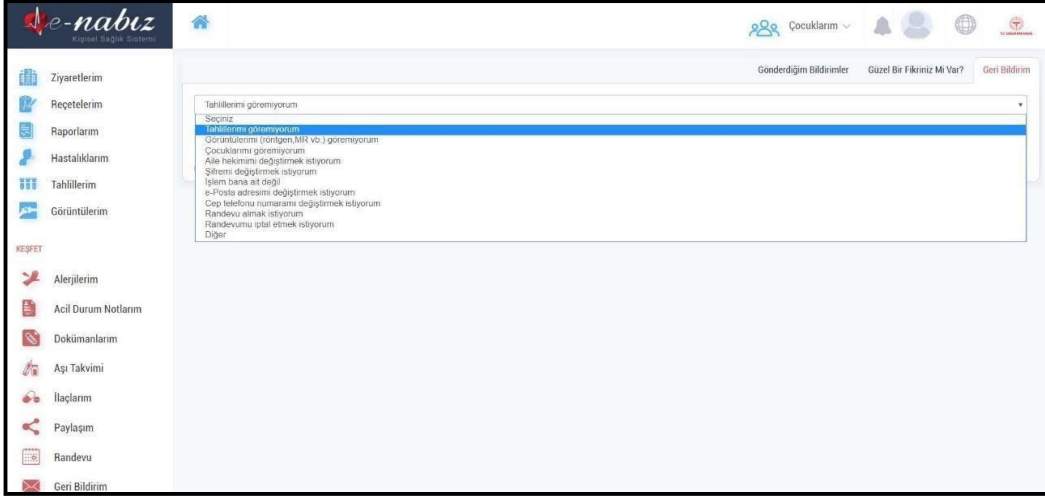 e-nabız
Kişisel Sağlık Sistemi
Çocuklarım
Ziyaretlerim
Reçetelerim
Raporlarım
Hastalıklarım
Tahlillerim
Görüntülerim
KEŞFET
Alerjilerim
Acil Durum Notlarım
Dokümanlarım
Aşı Takvimi
İlaçlarım
Paylaşım
Randevu
Geri Bildirim
Gönderdiğim Bildirimler
Güzel Bir Fikriniz Mi Var?
Geri Bildirim
Tahlillerimi göremiyorum
Seçiniz
Tahlillerimi göremiyorum
Görüntülerimi (röntgen,MR vb.) göremiyorum
Çocuklarımı göremiyorum
Aile hekimimi değiştirmek istiyorum
Şifremi değiştirmek istiyorum
İşlem bana ait değil
e-Posta adresimi değiştirmek istiyorum
Cep telefonu numaramı değiştirmek istiyorum
Randevu almak istiyorum
Randevumu iptal etmek istiyorum
Diğer